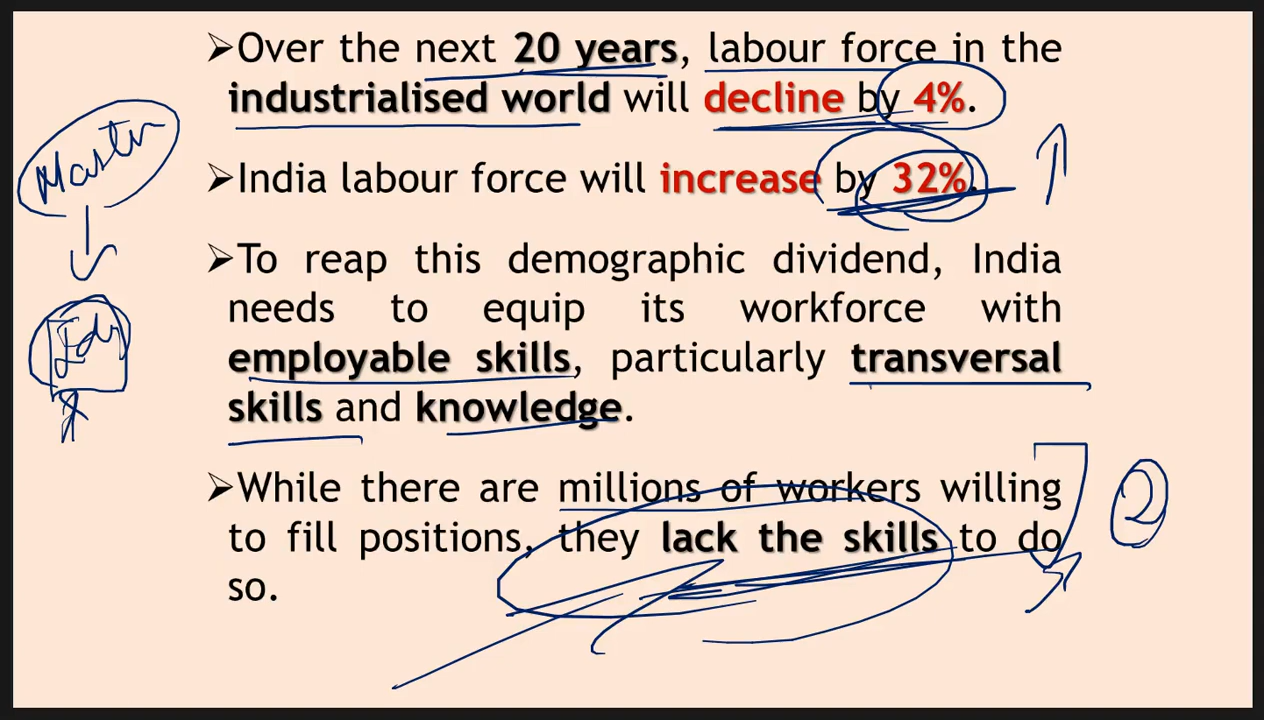 ➢Over the next 20 years, labour force in the
industrialised world will decline by 4%.
Master
➢India labour force will increase by 32%.
➢To reap this demographic dividend, India
needs to equip its workforce with
employable skills, particularly transversal
skills and knowledge.
➢While there are millions of workers willing
to fill positions, they lack the skills to do
so.
2